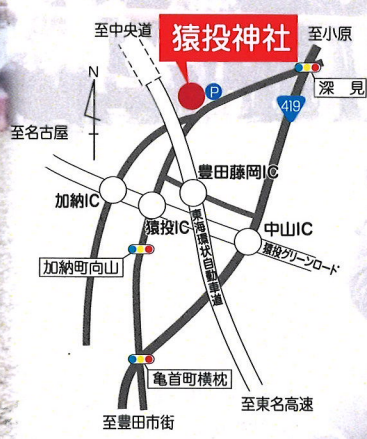 至中央道
猿投神社
至小原
N
P
深見
419
至名古屋
豊田藤岡IC
加納IC
猿投IC
中山IC
東海環状自動車道
猿投グリーンロード
加納町向山
亀首町横枕
至東名高速
至豊田市街